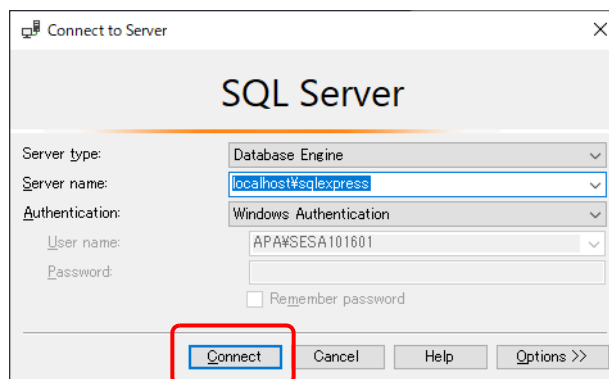 Connect to Server
SQL Server
Server type: Database Engine
Server name: localhost¥sqlexpress
Authentication: Windows Authentication
User name: APA¥SESA101601
Password:
Remember password
Connect Cancel Help Options >>